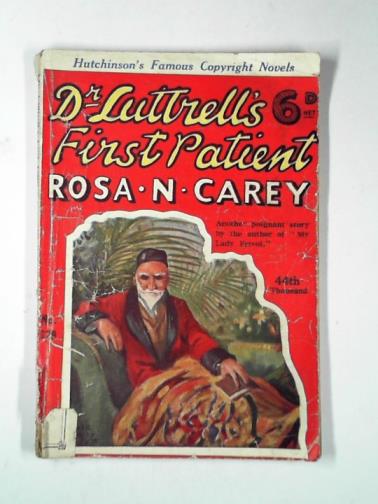 Hutchinson's Famous Copyright Novels
Dr Luttrell's
First Patient
6D
NET
ROSA·N·CAREY
Another poignant story
by the author of "My
Lady Frivol."
44th
Thousand
No.